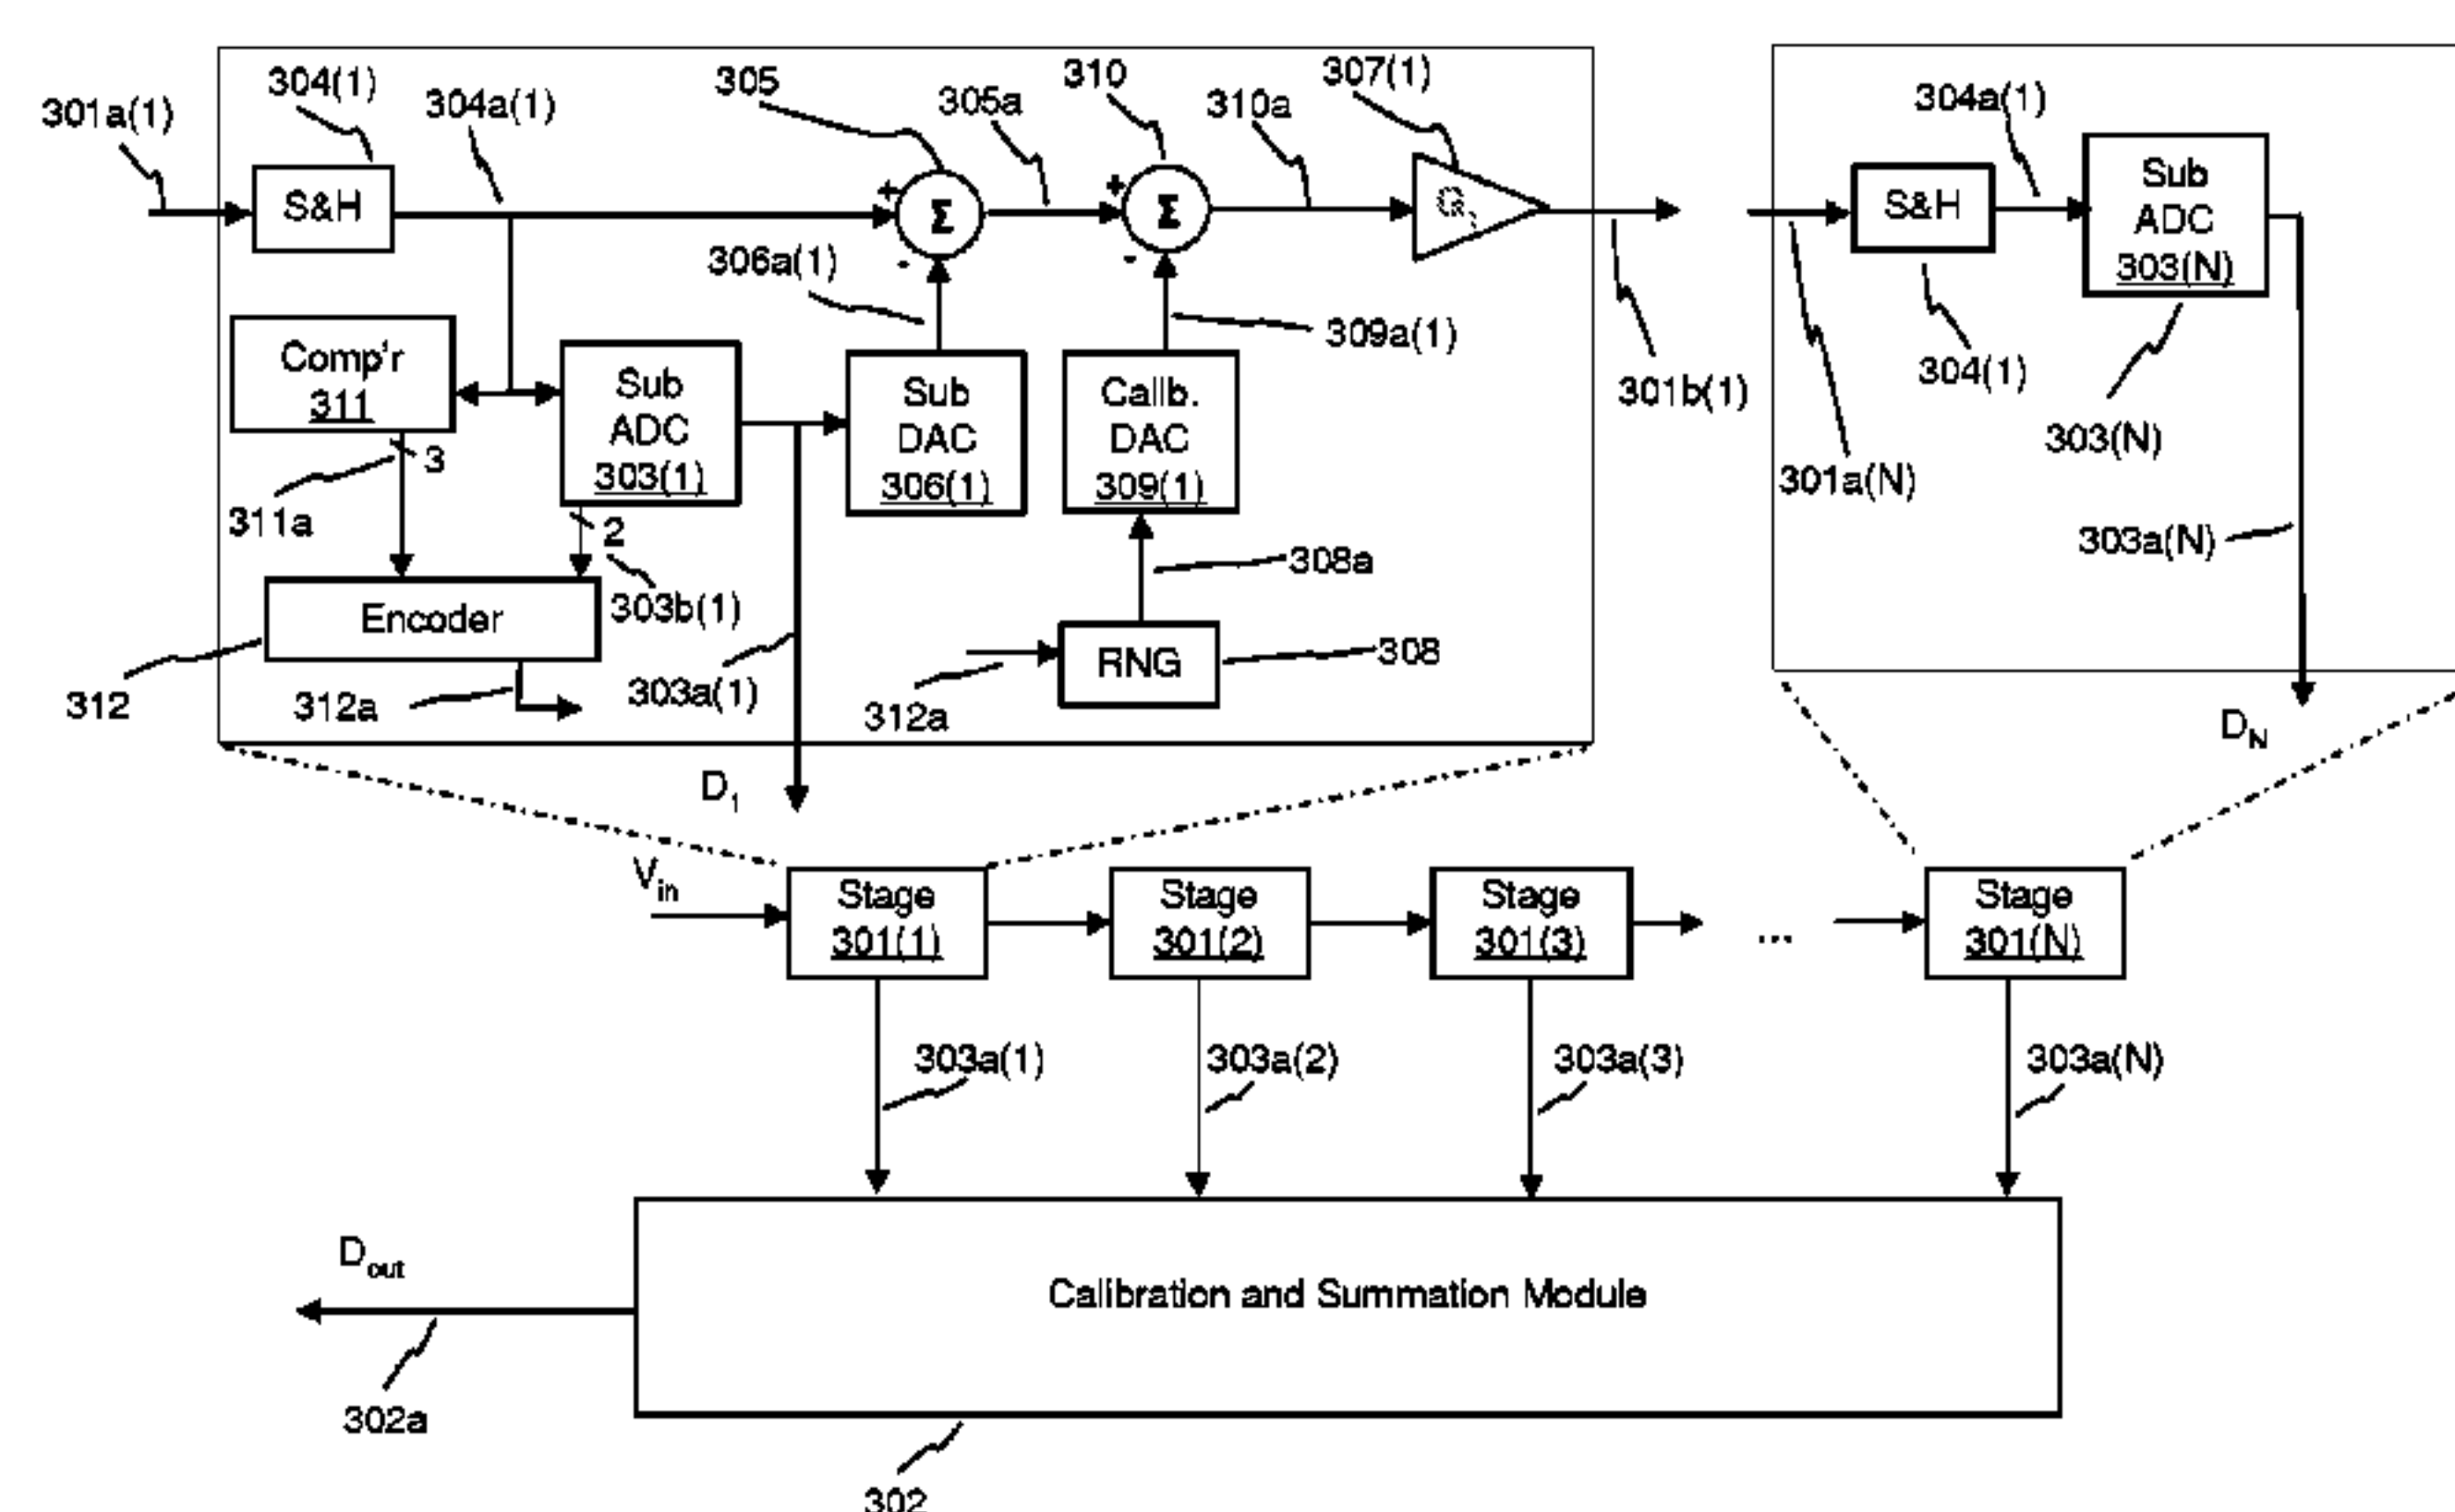 301a(1)
304(1)
304a(1)
305
305a
310
310a
307(1)
304a(1)
S&H
+
Σ
+
Σ
G1
S&H
Sub
ADC
303(N)
306a(1)
-
-
309a(1)
301b(1)
304(1)
303(N)
301a(N)
303a(N)
Comp'r
311
Sub
ADC
303(1)
Sub
DAC
306(1)
Calib.
DAC
309(1)
3
311a
2
303b(1)
308a
Encoder
RNG
308
312
312a
303a(1)
312a
D1
DN
Vin
Stage
301(1)
Stage
301(2)
Stage
301(3)
...
Stage
301(N)
303a(1)
303a(2)
303a(3)
303a(N)
Dout
Calibration and Summation Module
302a
302